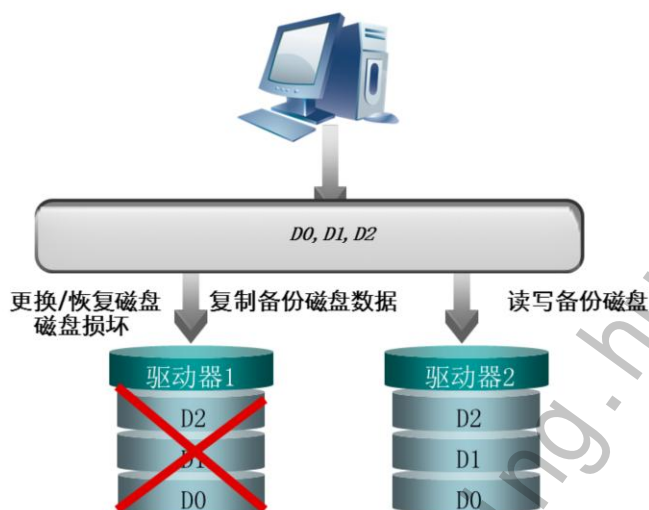 D0, D1, D2
更换/恢复磁盘 复制备份磁盘数据 读写备份磁盘
磁盘损坏
驱动器1 驱动器2
D2 D2
D1 D1
D0 D0
ng.h